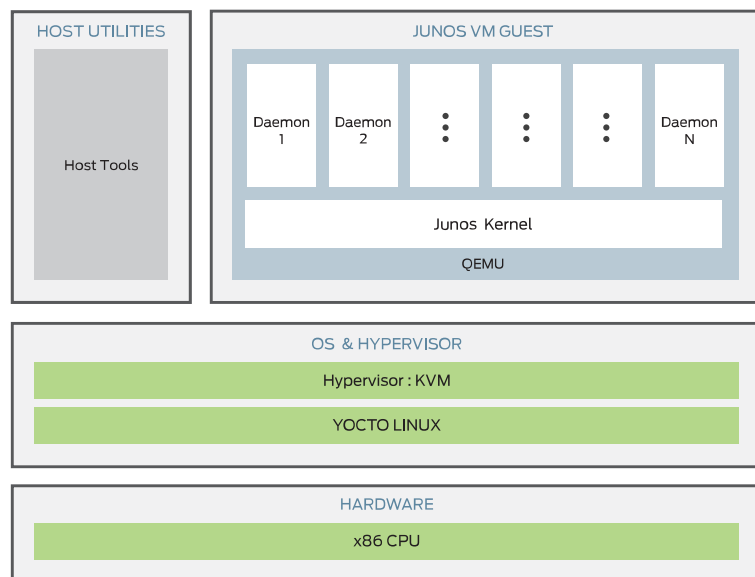 HOST UTILITIES
Host Tools
JUNOS VM GUEST
Daemon
1
Daemon
2
Daemon
N
Junos Kernel
QEMU
OS & HYPERVISOR
Hypervisor : KVM
YOCTO LINUX
HARDWARE
x86 CPU